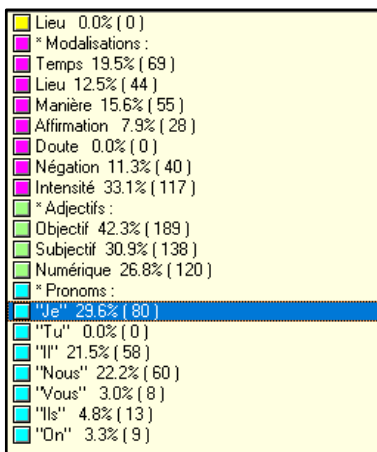 Lieu 0.0% ( 0 )
* Modalisations :
Temps 19.5% ( 69 )
Lieu 12.5% ( 44 )
Manière 15.6% ( 55 )
Affirmation 7.9% ( 28 )
Doute 0.0% ( 0 )
Négation 11.3% ( 40 )
Intensité 33.1% ( 117 )
* Adjectifs :
Objectif 42.3% ( 189 )
Subjectif 30.9% ( 138 )
Numérique 26.8% ( 120 )
* Pronoms :
"Je" 29.6% ( 80 )
"Tu" 0.0% ( 0 )
"Il" 21.5% ( 58 )
"Nous" 22.2% ( 60 )
"Vous" 3.0% ( 8 )
"Ils" 4.8% ( 13 )
"On" 3.3% ( 9 )